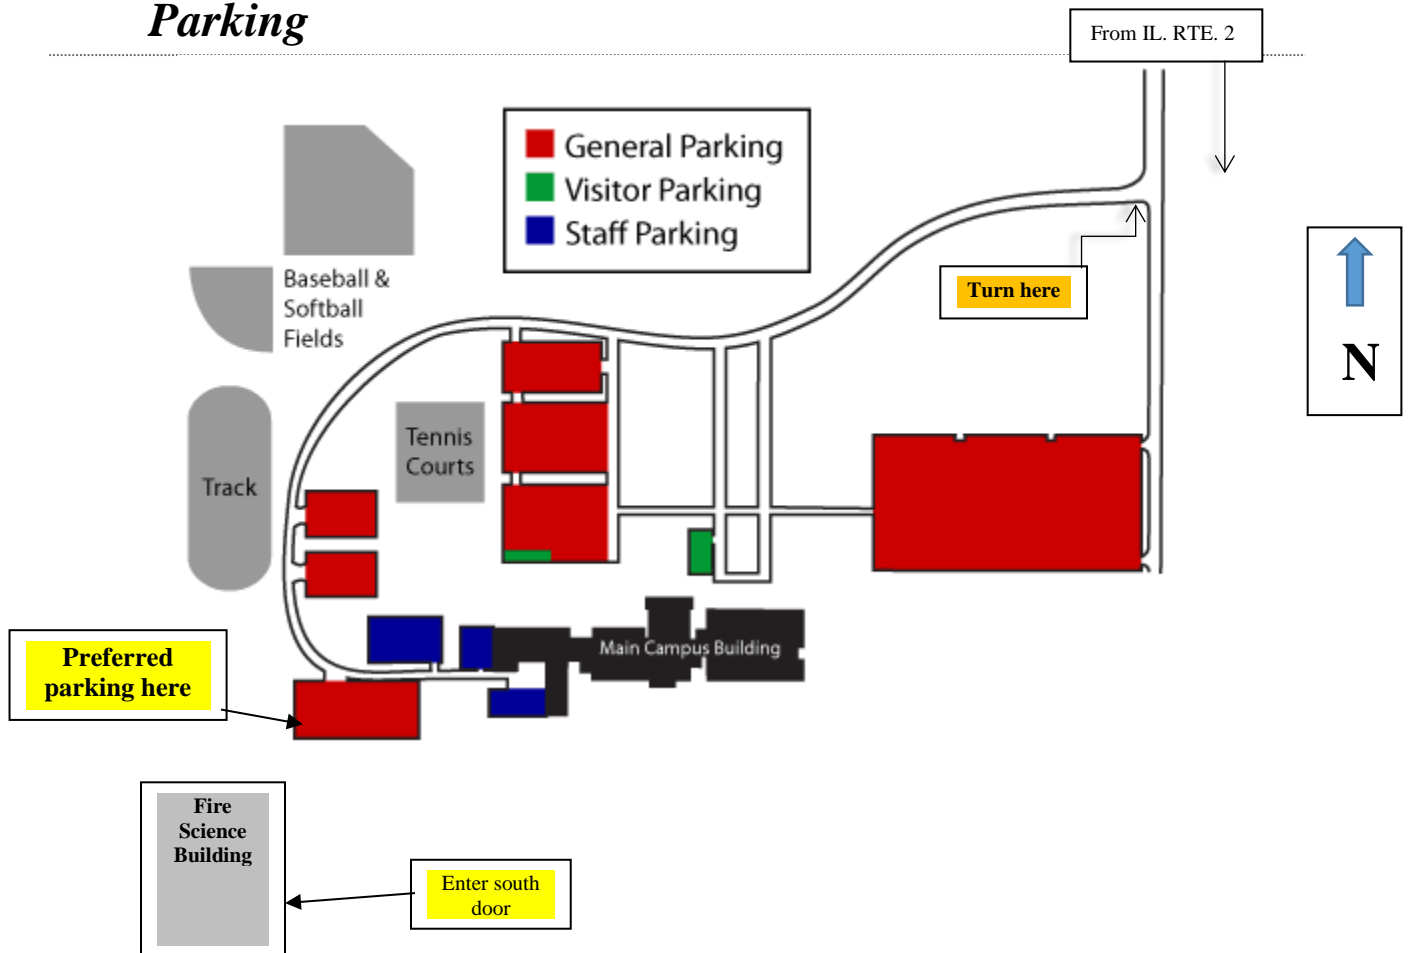 Parking
From IL. RTE. 2
General Parking
Visitor Parking
Staff Parking
Baseball &
Softball
Fields
Turn here
N
Tennis
Courts
Track
Main Campus Building
Preferred
parking here
Fire
Science
Building
Enter south
door